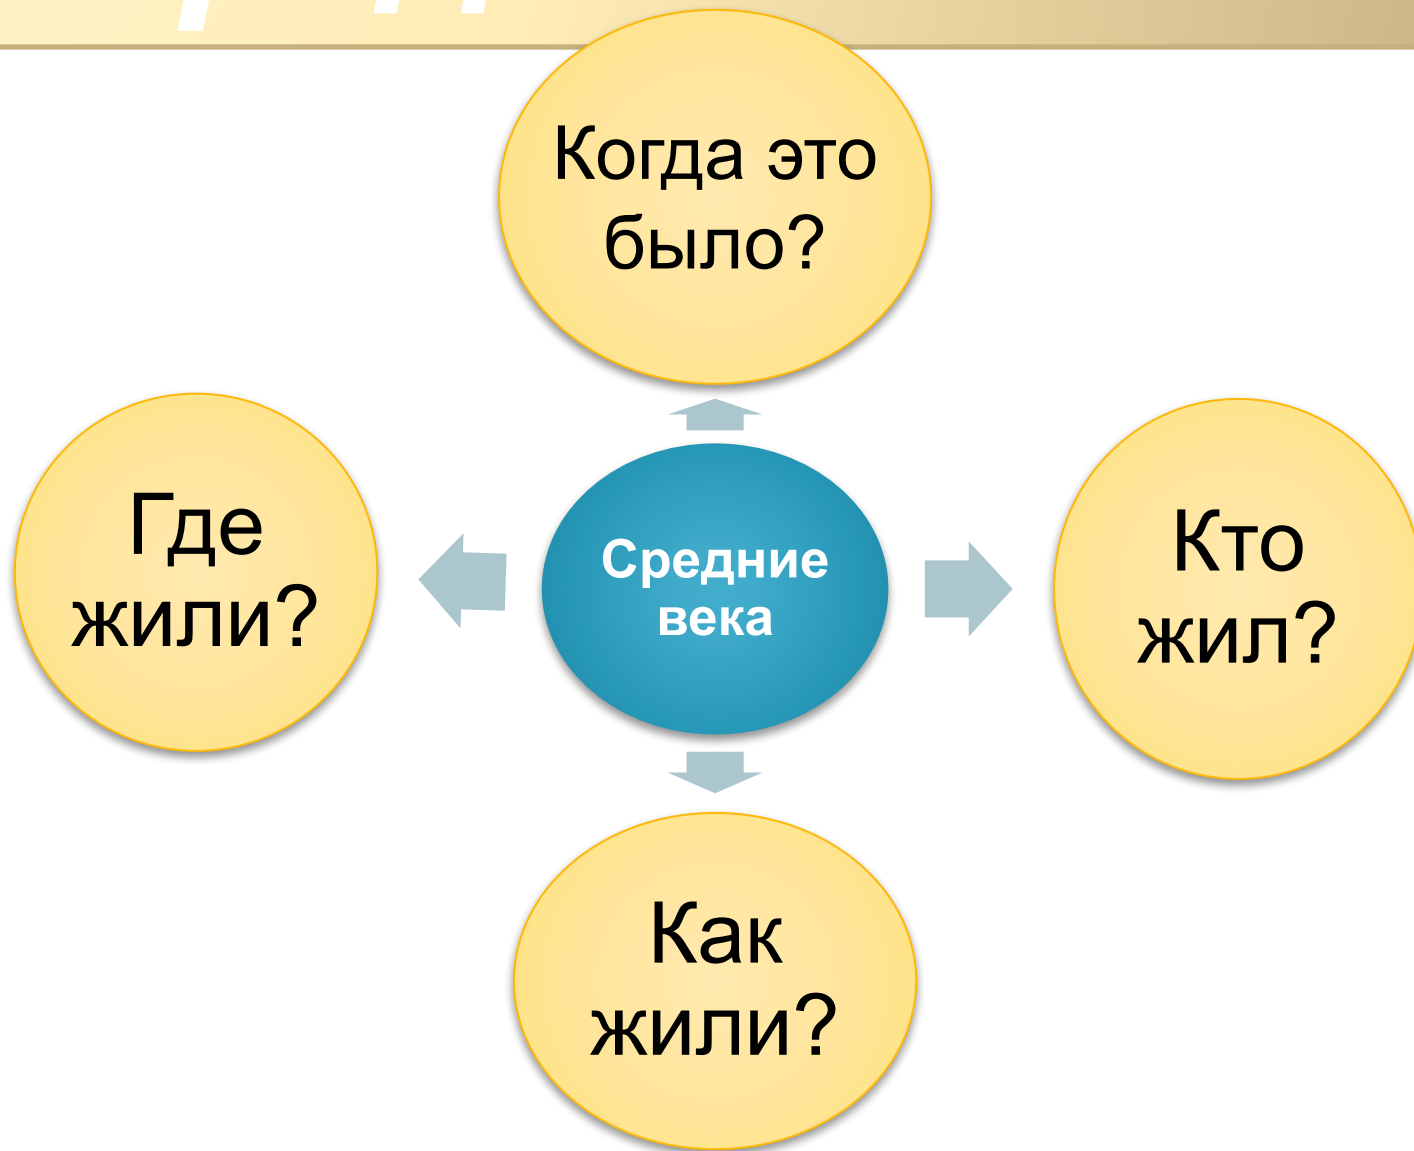 Когда это
было?
Где
жили?
Средние
века
Кто
жил?
Как
жили?